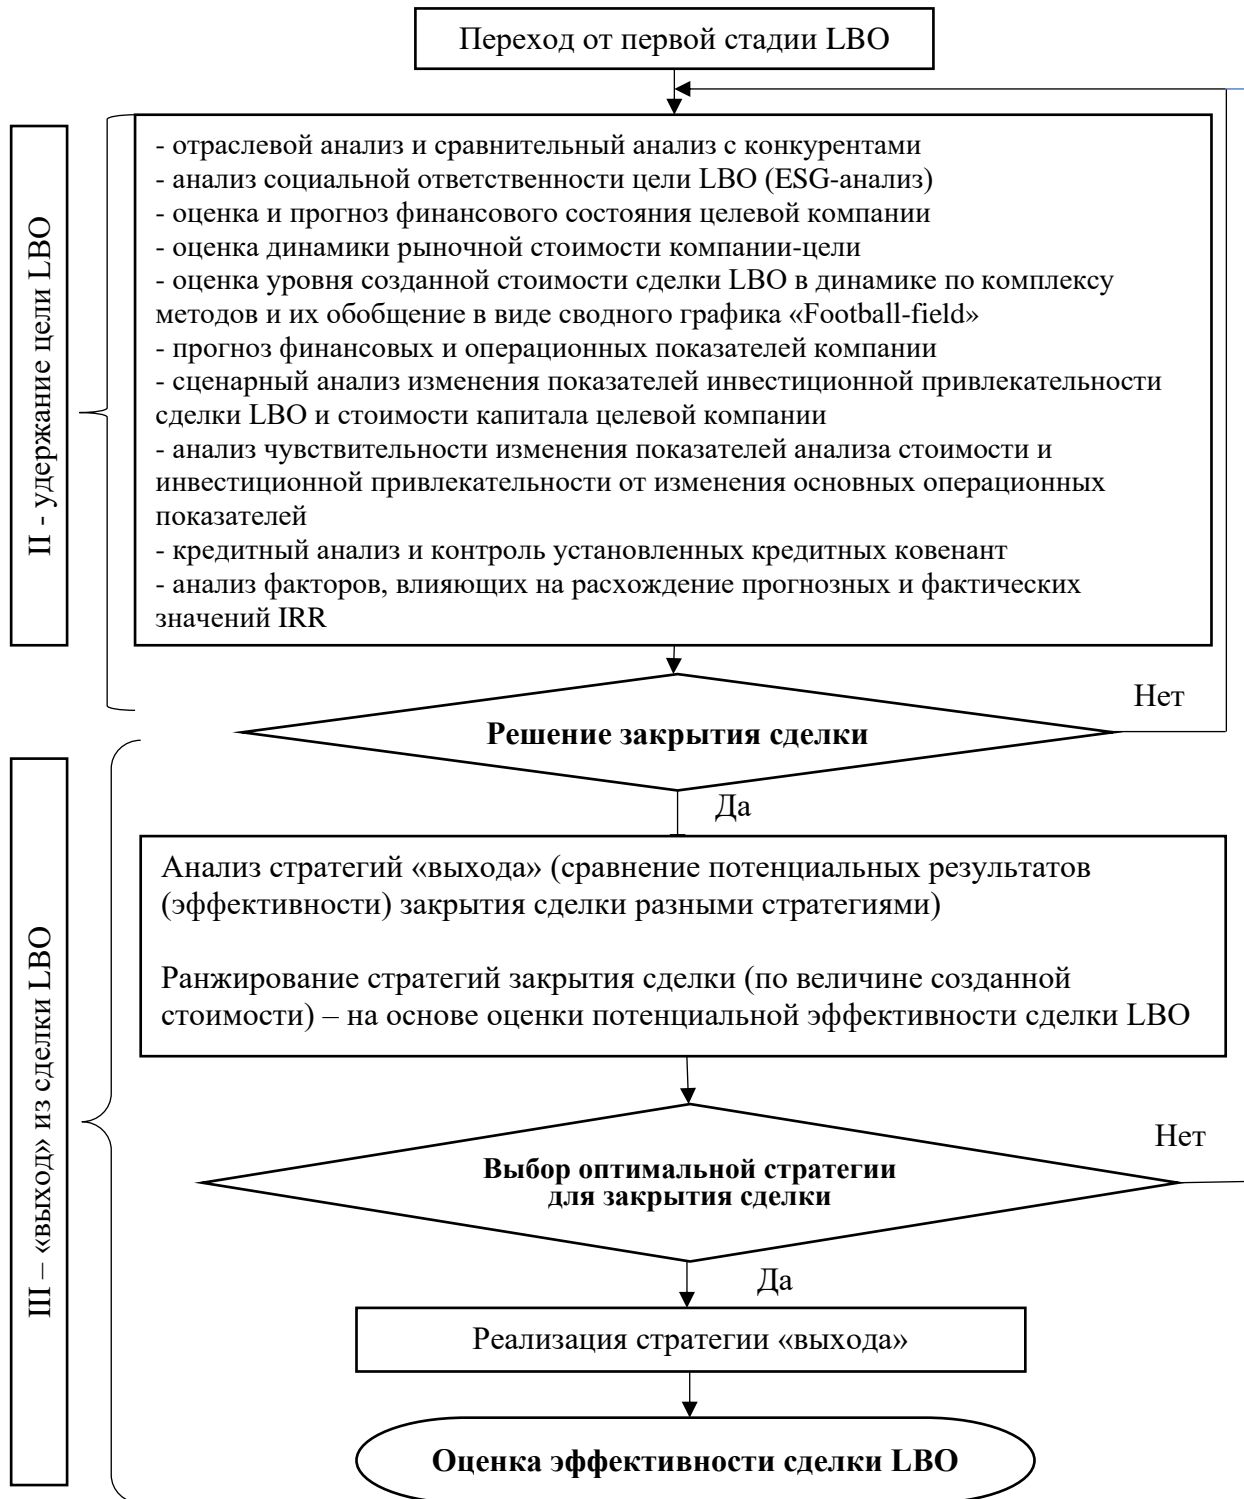 Переход от первой стадии LBO
II - удержание цели LBO
- отраслевой анализ и сравнительный анализ с конкурентами
- анализ социальной ответственности цели LBO (ESG-анализ)
- оценка и прогноз финансового состояния целевой компании
- оценка динамики рыночной стоимости компании-цели
- оценка уровня созданной стоимости сделки LBO в динамике по комплексу
методов и их обобщение в виде сводного графика «Football-field»
- прогноз финансовых и операционных показателей компании
- сценарный анализ изменения показателей инвестиционной привлекательности
сделки LBO и стоимости капитала целевой компании
- анализ чувствительности изменения показателей анализа стоимости и
инвестиционной привлекательности от изменения основных операционных
показателей
- кредитный анализ и контроль установленных кредитных ковенант
- анализ факторов, влияющих на расхождение прогнозных и фактических
значений IRR
Нет
Решение закрытия сделки
Да
III – «выход» из сделки LBO
Анализ стратегий «выхода» (сравнение потенциальных результатов
(эффективности) закрытия сделки разными стратегиями)
Ранжирование стратегий закрытия сделки (по величине созданной
стоимости) – на основе оценки потенциальной эффективности сделки LBO
Нет
Выбор оптимальной стратегии
для закрытия сделки
Да
Реализация стратегии «выхода»
Оценка эффективности сделки LBO